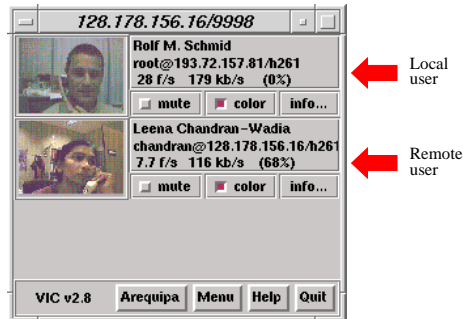 128.178.156.16/9998
Rolf M. Schmid
root@193.72.157.81/h261
28 f/s 179 kb/s (0%)
mute color info...
Local
user
Leena Chandran-Wadia
chandran@128.178.156.16/h261
7.7 f/s 116 kb/s (68%)
mute color info...
Remote
user
VIC v2.8 Arequipa Menu Help Quit